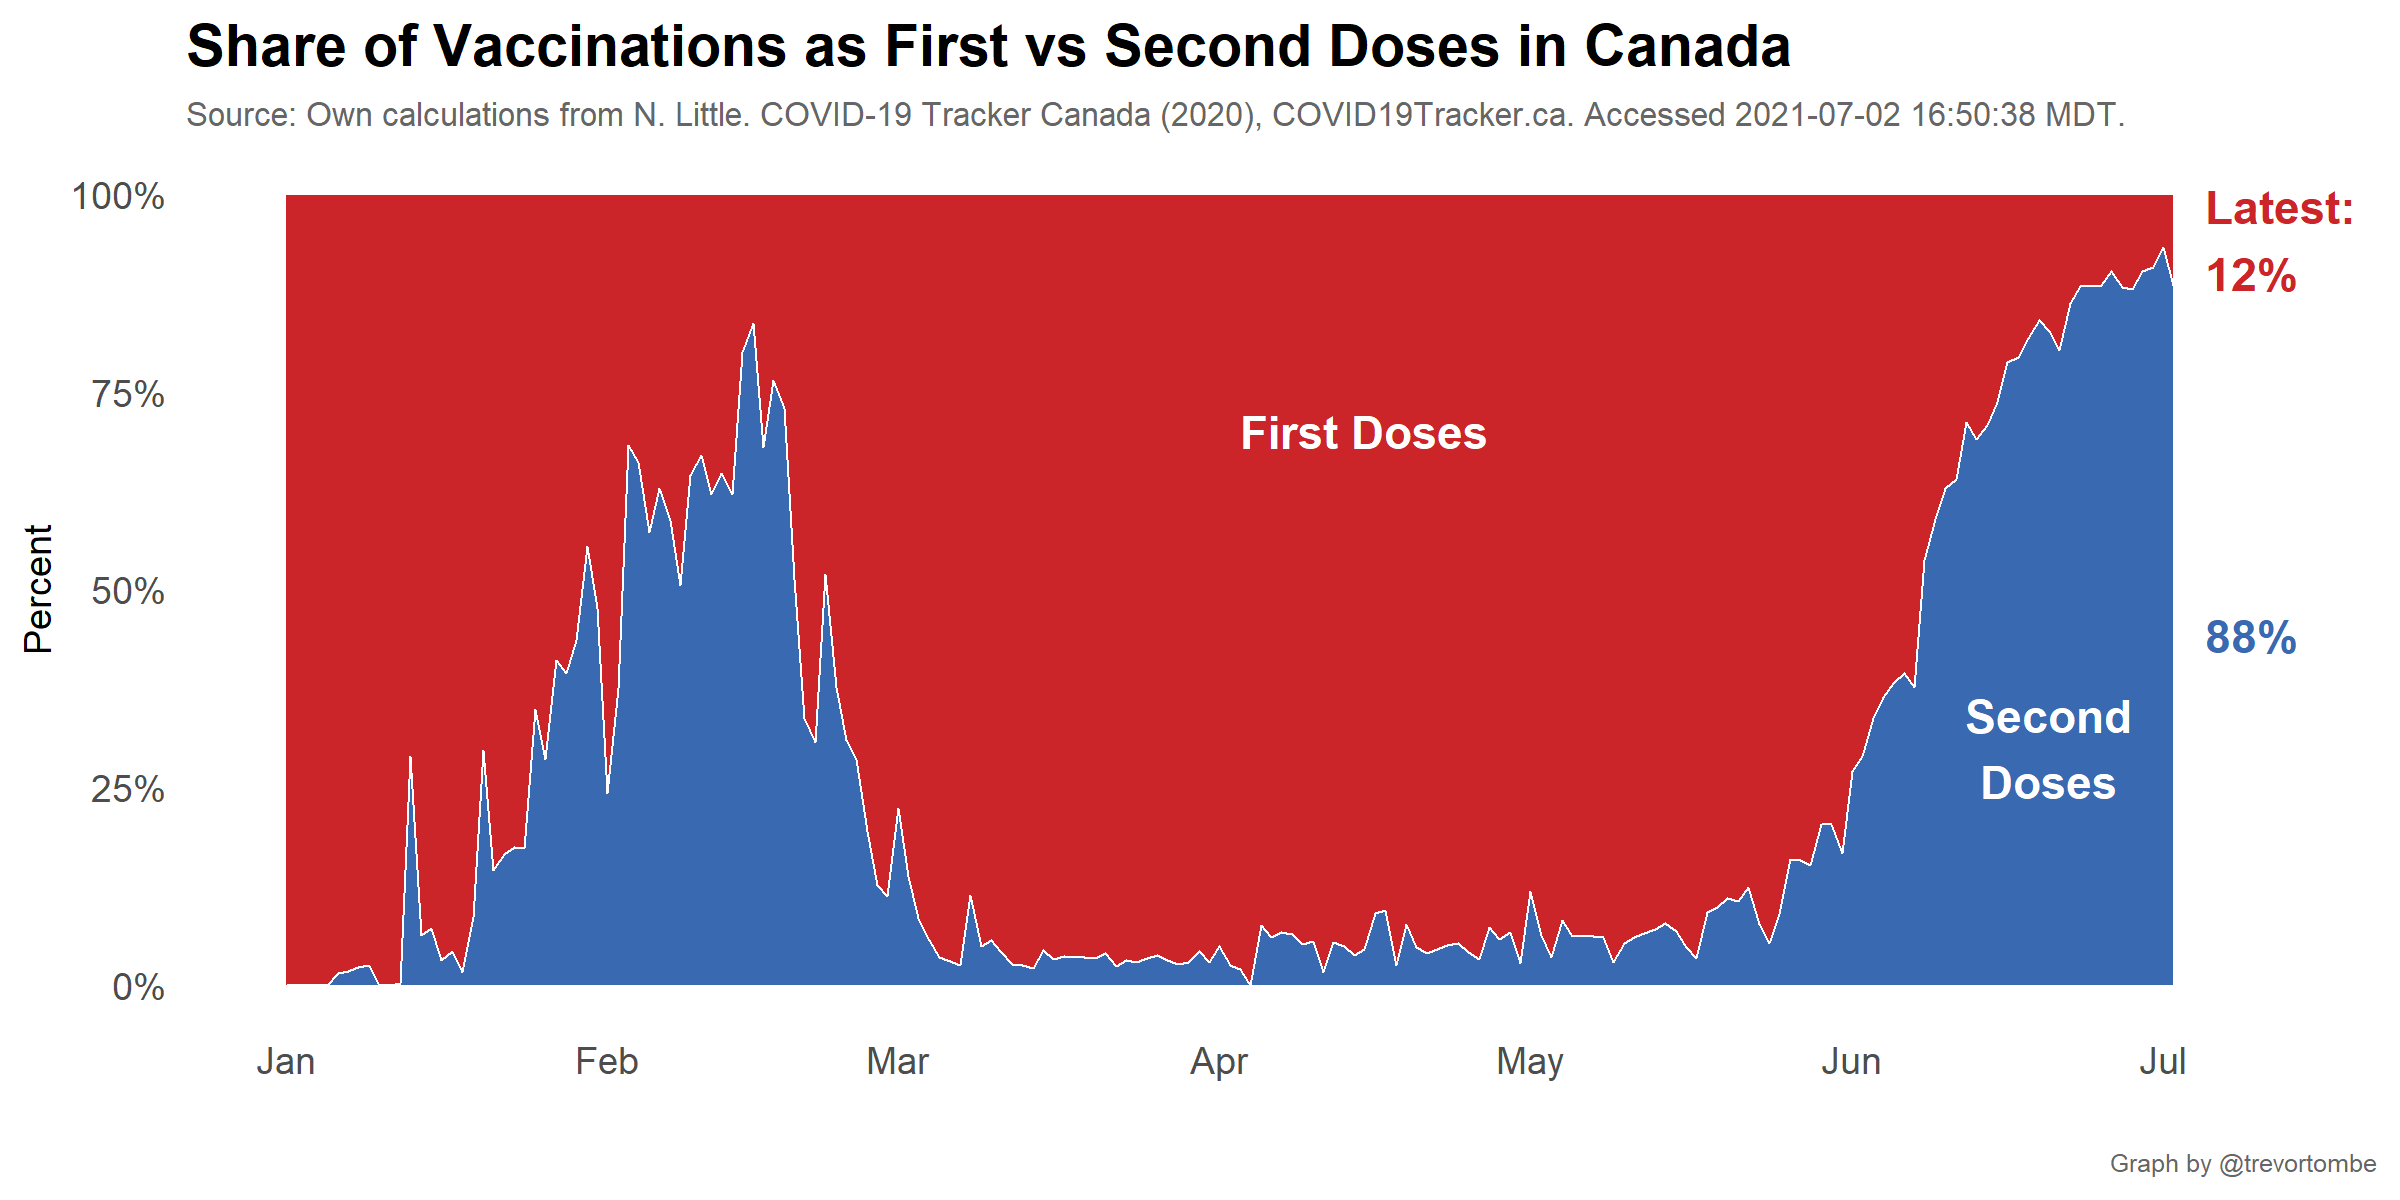 Share of Vaccinations as First vs Second Doses in Canada
Source: Own calculations from N. Little. COVID-19 Tracker Canada (2020), COVID19Tracker.ca. Accessed 2021-07-02 16:50:38 MDT.
100%
75%
50%
25%
0%
Percent
First Doses
Second
Doses
Latest:
12%
88%
Jan
Feb
Mar
Apr
May
Jun
Jul
Graph by @trevortombe